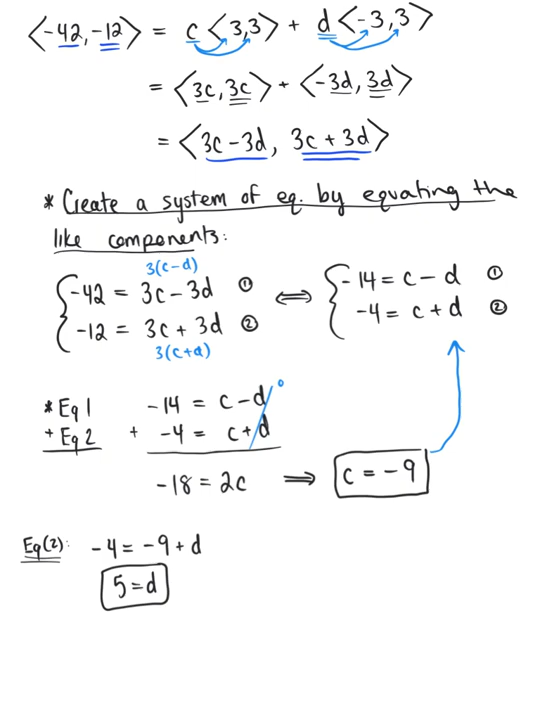 ⟨-42, -12⟩ = c⟨3,3⟩ + d⟨-3,3⟩
= ⟨3c, 3c⟩ + ⟨-3d, 3d⟩
= ⟨3c - 3d, 3c + 3d⟩
* Create a system of eq. by equating the
like components:
3(c-d)
{-42 = 3c - 3d ① ⟺ {-14 = c - d ①
-12 = 3c + 3d ② -4 = c + d ②
3(c+d)
* Eq 1 -14 = c - d 0
+ Eq 2 + -4 = c + d
-18 = 2c ⟹ c = -9
Eq(2): -4 = -9 + d
5 = d